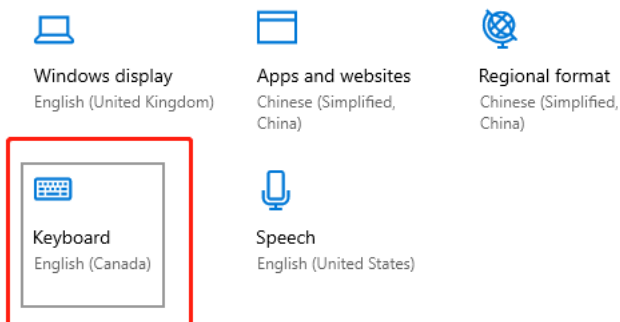 Windows display
English (United Kingdom)
Apps and websites
Chinese (Simplified,
China)
Regional format
Chinese (Simplified,
China)
Keyboard
English (Canada)
Speech
English (United States)